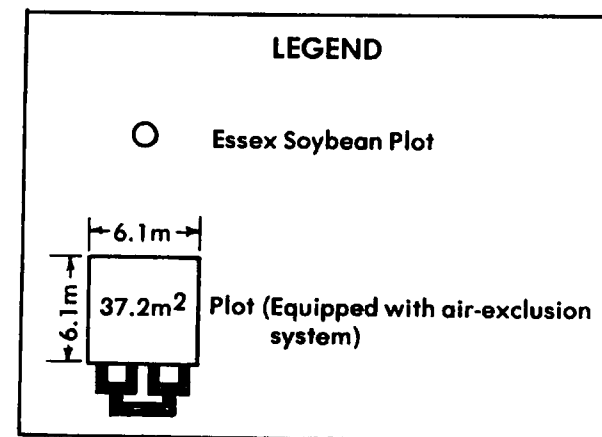 LEGEND
Essex Soybean Plot
6.1m
6.1m
37.2m²
Plot (Equipped with air-exclusion
system)